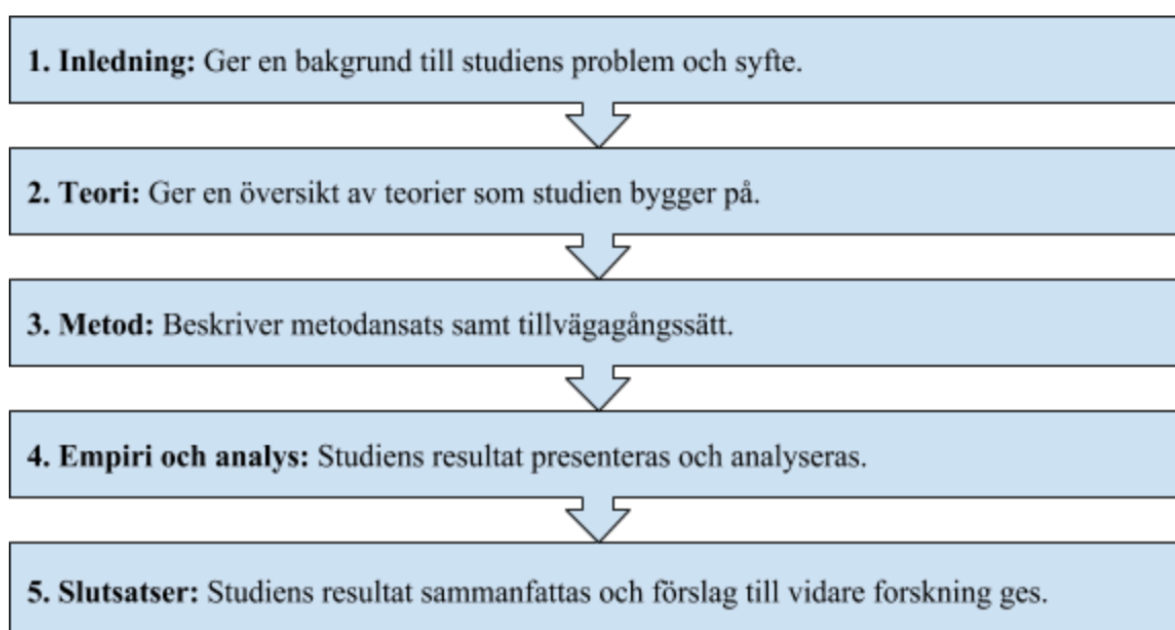 1. Inledning: Ger en bakgrund till studiens problem och syfte.
2. Teori: Ger en översikt av teorier som studien bygger på.
3. Metod: Beskriver metodansats samt tillvägagångssätt.
4. Empiri och analys: Studiens resultat presenteras och analyseras.
5. Slutsatser: Studiens resultat sammanfattas och förslag till vidare forskning ges.